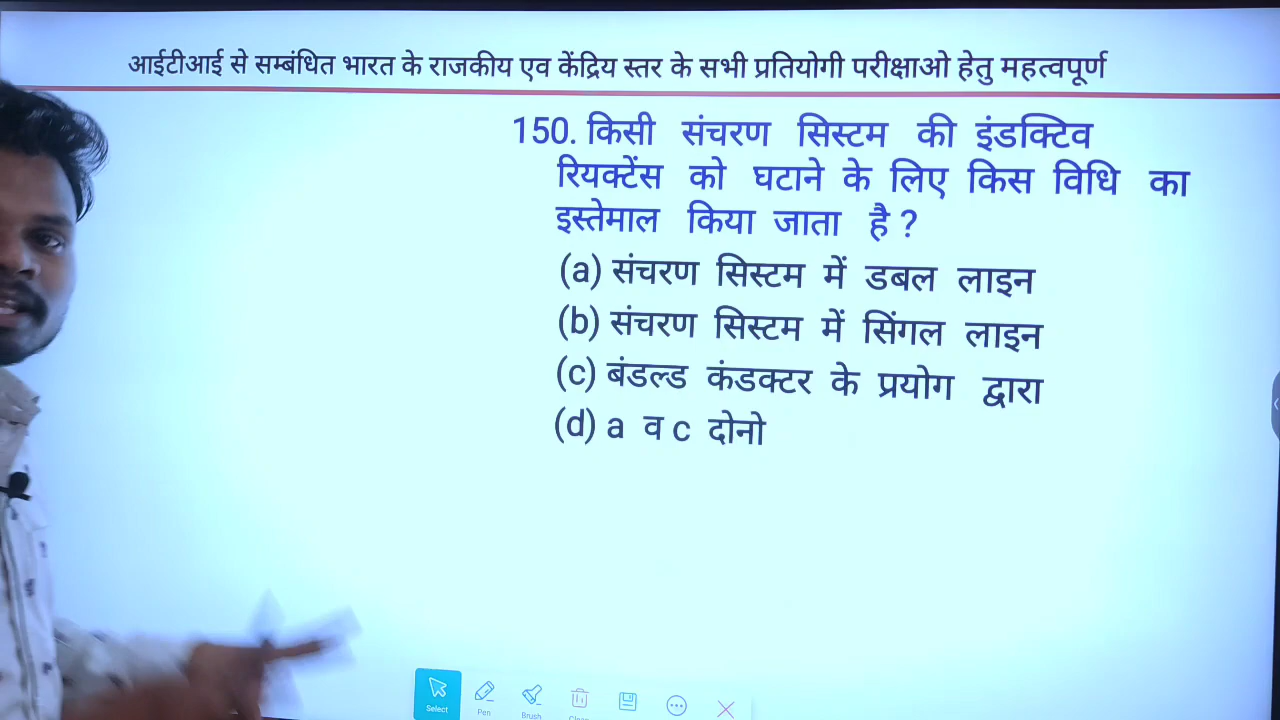 आईटीआई से सम्बंधित भारत के राजकीय एव केंद्रिय स्तर के सभी प्रतियोगी परीक्षाओ हेतु महत्वपूर्ण
150. किसी संचरण सिस्टम की इंडक्टिव
रियक्टेंस को घटाने के लिए किस विधि का
इस्तेमाल किया जाता है ?
(a) संचरण सिस्टम में डबल लाइन
(b) संचरण सिस्टम में सिंगल लाइन
(c) बंडल्ड कंडक्टर के प्रयोग द्वारा
(d) a व c दोनो
Select Pen Brush